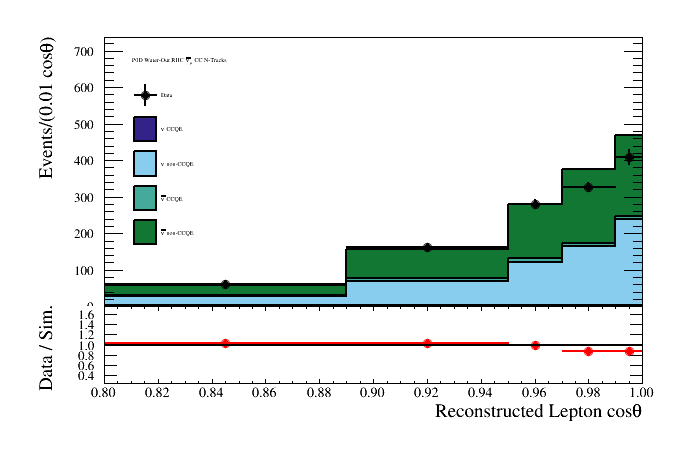 Events/(0.01 cosθ)
700
600
500
400
300
200
100
0
P0D Water-Out RHC ν̅μ CC N-Tracks
Data
ν CCQE
ν non-CCQE
ν̅ CCQE
ν̅ non-CCQE
Data / Sim.
1.6
1.4
1.2
1.0
0.8
0.6
0.4
0.80 0.82 0.84 0.86 0.88 0.90 0.92 0.94 0.96 0.98 1.00
Reconstructed Lepton cosθ